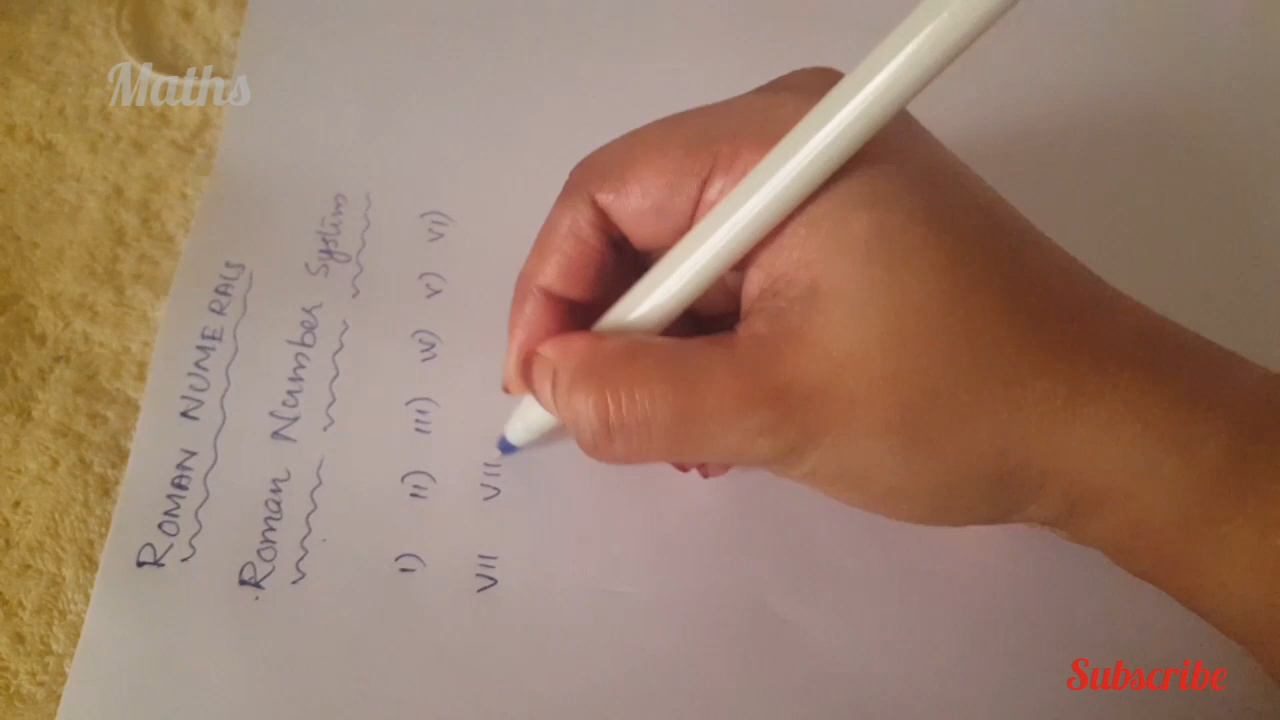 Maths
ROMAN NUMERALS
Roman Number System
I) II) III) IV) V) VI)
VII VII
Subscribe